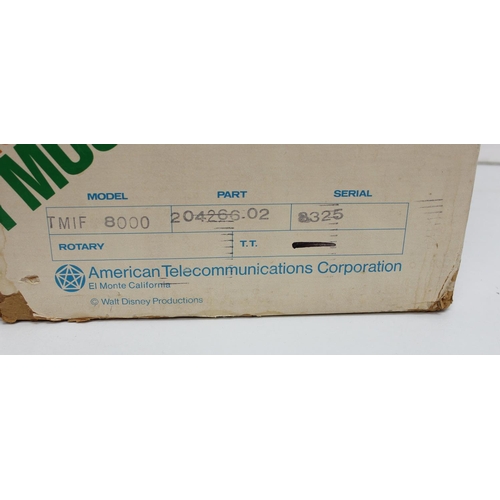 MODEL PART SERIAL
TMIF 8000 204266-02 8325
ROTARY T.T.
American Telecommunications Corporation
El Monte California
© Walt Disney Productions